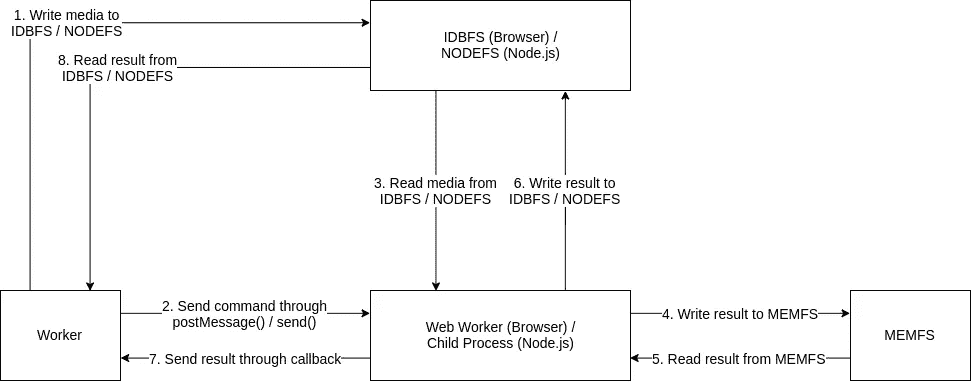 1. Write media to
IDBFS / NODEFS
8. Read result from
IDBFS / NODEFS
IDBFS (Browser) /
NODEFS (Node.js)
3. Read media from
IDBFS / NODEFS
6. Write result to
IDBFS / NODEFS
Worker
2. Send command through
postMessage() / send()
7. Send result through callback
Web Worker (Browser) /
Child Process (Node.js)
4. Write result to MEMFS
5. Read result from MEMFS
MEMFS